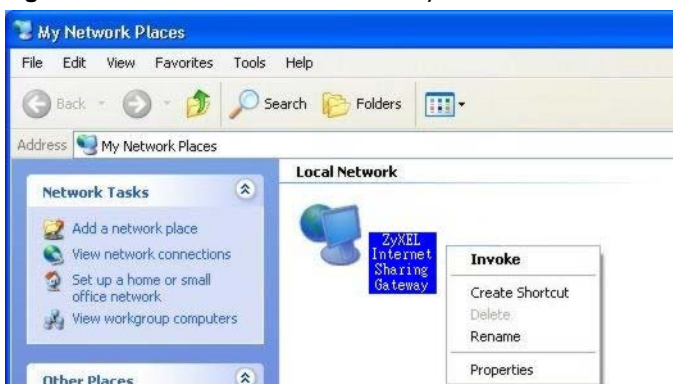 My Network Places
File Edit View Favorites Tools Help
Back Search Folders
Address My Network Places
Network Tasks
Add a network place
View network connections
Set up a home or small
office network
View workgroup computers
Other Places
Local Network
ZyXEL
Internet
Sharing
Gateway
Invoke
Create Shortcut
Delete
Rename
Properties